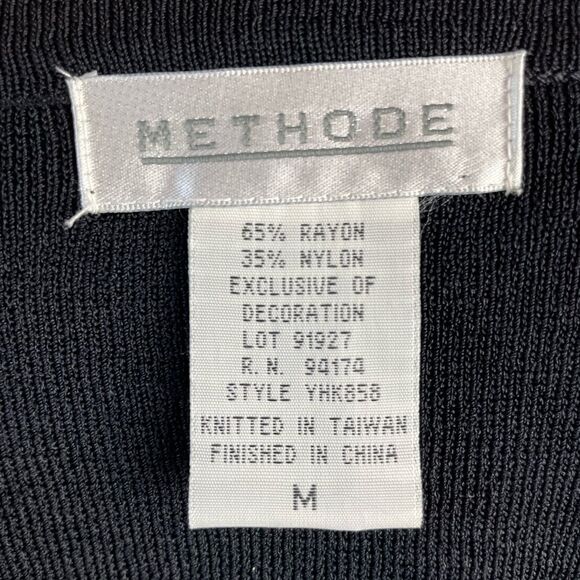 METHODE
65% RAYON
35% NYLON
EXCLUSIVE OF
DECORATION
LOT 91927
R. N. 94174
STYLE YHK858
KNITTED IN TAIWAN
FINISHED IN CHINA
M